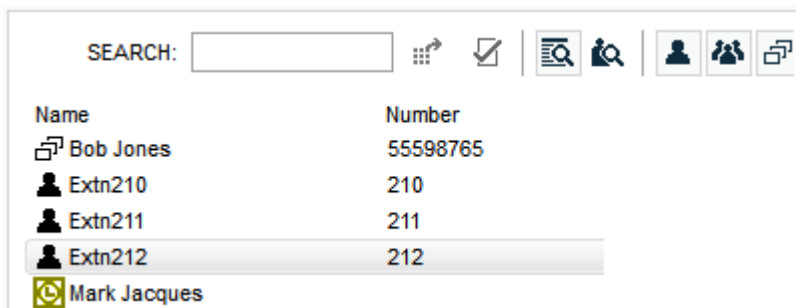 SEARCH:
Name Number
Bob Jones 55598765
Extn210 210
Extn211 211
Extn212 212
Mark Jacques